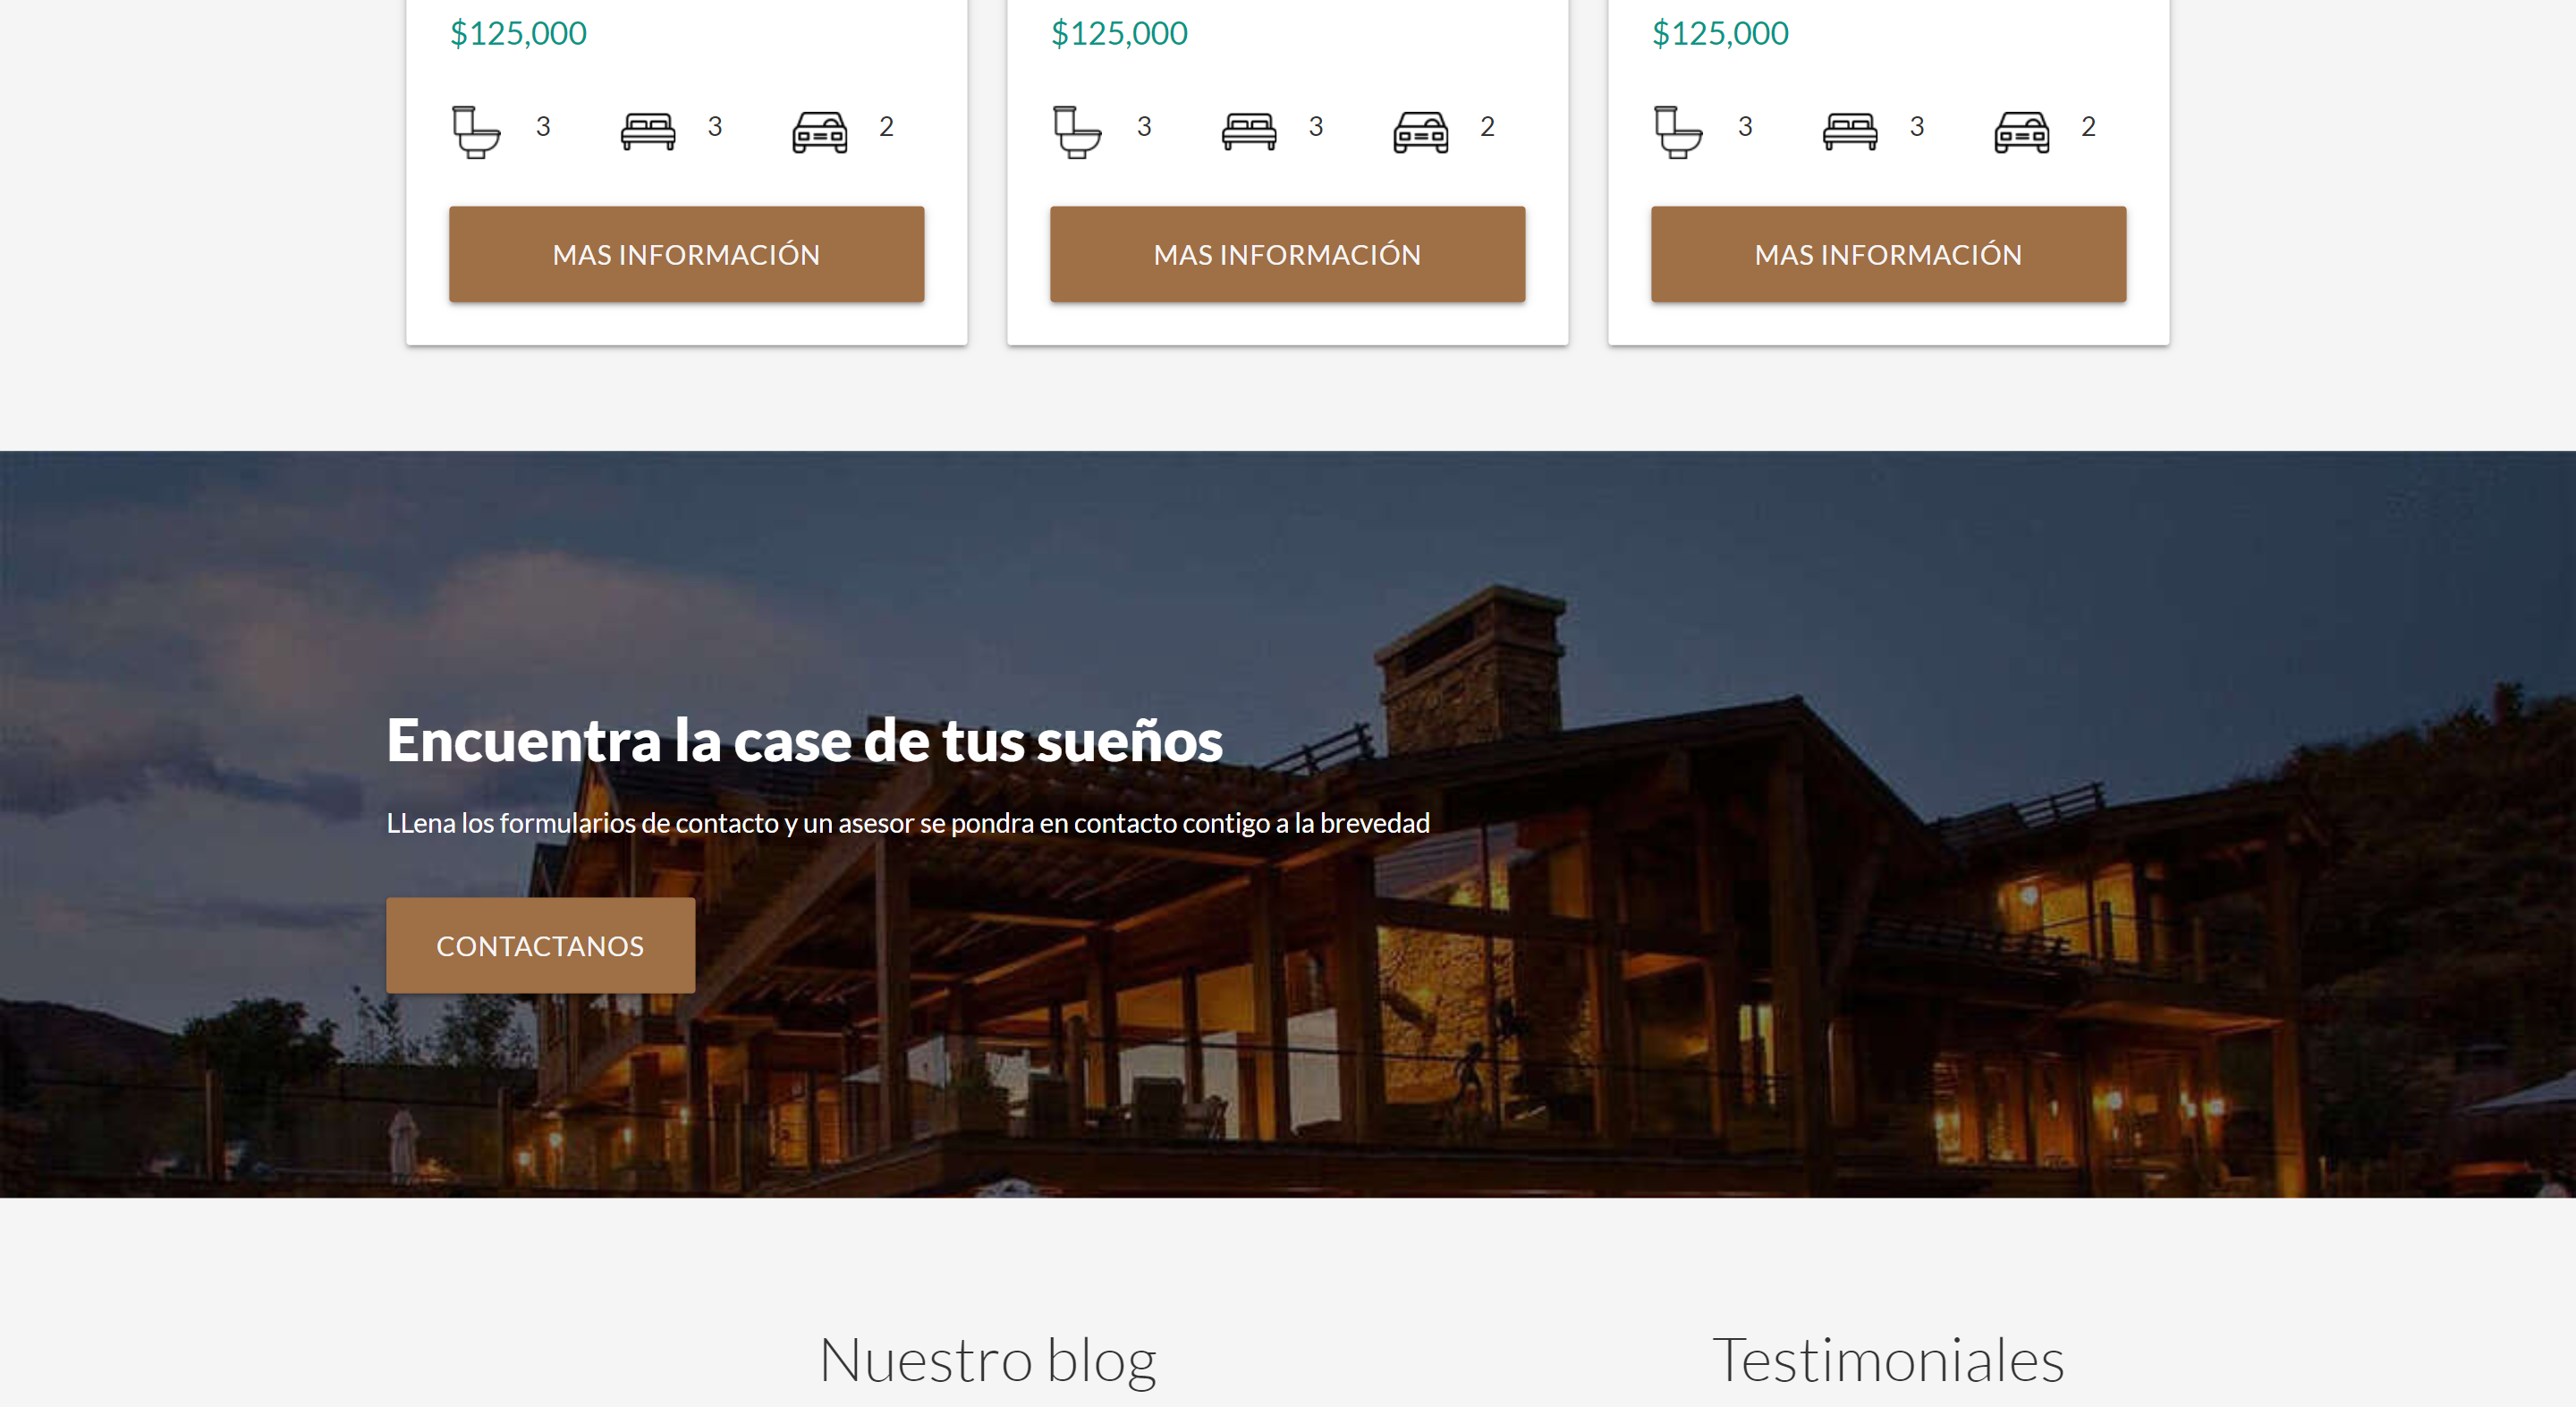 $125,000 $125,000 $125,000
3 3 2 3 3 2 3 3 2
MAS INFORMACIÓN MAS INFORMACIÓN MAS INFORMACIÓN
Encuentra la case de tus sueños
LLena los formularios de contacto y un asesor se pondra en contacto contigo a la brevedad
CONTACTANOS
Nuestro blog Testimoniales